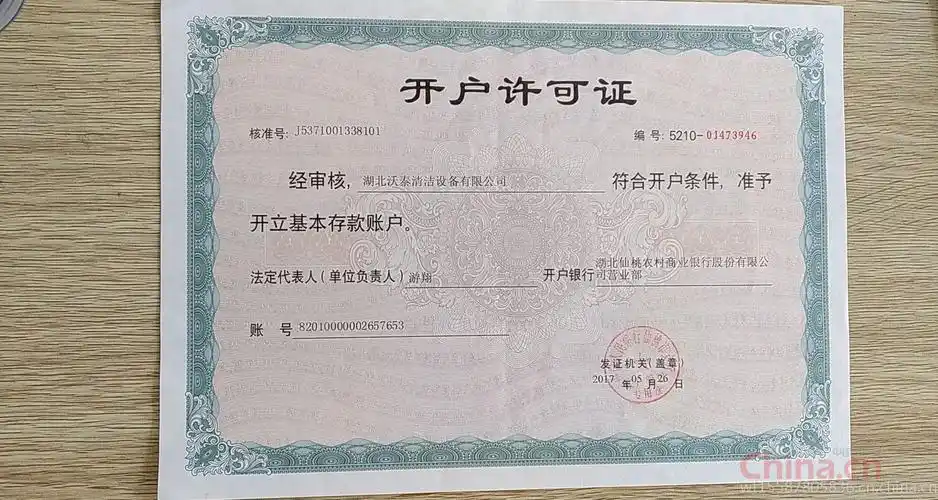 开户许可证
核准号: J5371001338101
编号: 5210-01473946
经审核, 湖北沃泰清洁设备有限公司 符合开户条件, 准予
开立基本存款账户。
法定代表人(单位负责人) 游翔 开户银行 湖北仙桃农村商业银行股份有限公
司营业部
账 号 82010000002657653
发证机关(盖章)
2017 年 05 月 26 日
专用章
China.cn